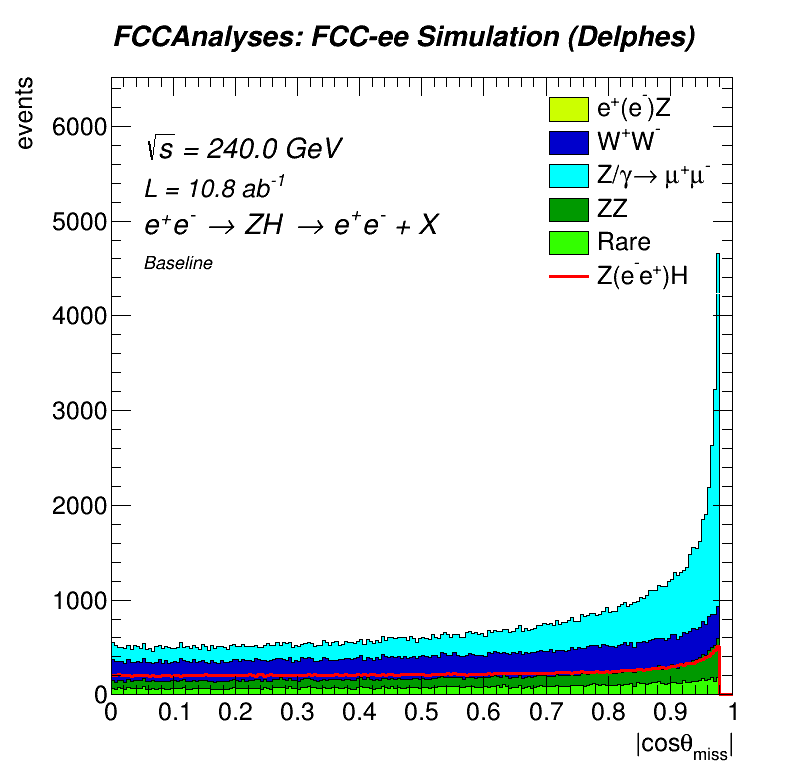 FCCAnalyses: FCC-ee Simulation (Delphes)
events
√s = 240.0 GeV
L = 10.8 ab⁻¹
e⁺e⁻ → ZH → e⁺e⁻ + X
Baseline
e⁺(e⁻)Z
W⁺W⁻
Z/γ→ μ⁺μ⁻
ZZ
Rare
Z(e⁻e⁺)H
6000
5000
4000
3000
2000
1000
0
0 0.1 0.2 0.3 0.4 0.5 0.6 0.7 0.8 0.9 1
|cosθmiss|